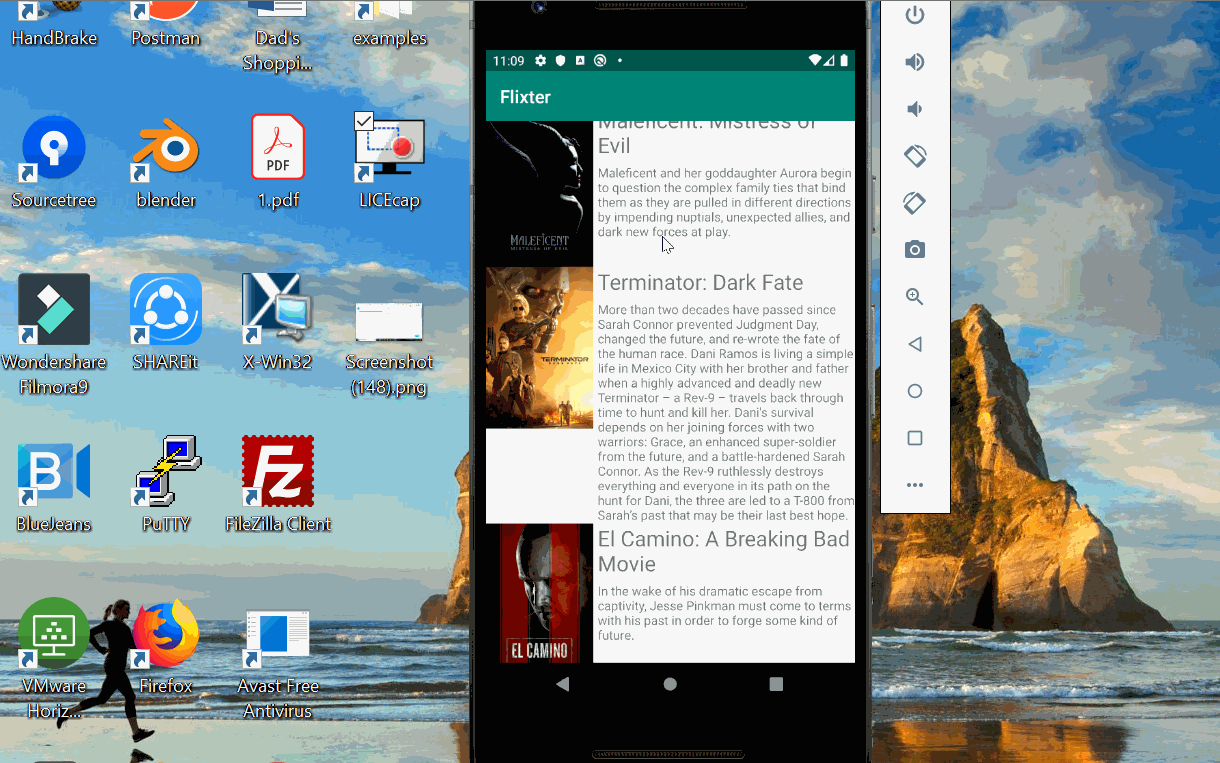 HandBrake
Postman
Dad's
Shoppi...
examples
PDF
Sourcetree
blender
1.pdf
LICEcap
Wondershare
Filmora9
SHAREit
X-Win32
Screenshot
(148).png
BlueJeans
PuTTY
FileZilla Client
VMware
Horiz...
Firefox
Avast Free
Antivirus
11:09
Flixter
Maleficent: Mistress of
Evil
Maleficent and her goddaughter Aurora begin
to question the complex family ties that bind
them as they are pulled in different directions
by impending nuptials, unexpected allies, and
dark new forces at play.
MALEFICENT
MISTRESS OF EVIL
Terminator: Dark Fate
More than two decades have passed since
Sarah Connor prevented Judgment Day,
changed the future, and re-wrote the fate of
the human race. Dani Ramos is living a simple
life in Mexico City with her brother and father
when a highly advanced and deadly new
Terminator – a Rev-9 – travels back through
time to hunt and kill her. Dani's survival
depends on her joining forces with two
warriors: Grace, an enhanced super-soldier
from the future, and a battle-hardened Sarah
Connor. As the Rev-9 ruthlessly destroys
everything and everyone in its path on the
hunt for Dani, the three are led to a T-800 from
Sarah's past that may be their last best hope.
TERMINATOR
El Camino: A Breaking Bad
Movie
In the wake of his dramatic escape from
captivity, Jesse Pinkman must come to terms
with his past in order to forge some kind of
future.
EL CAMINO